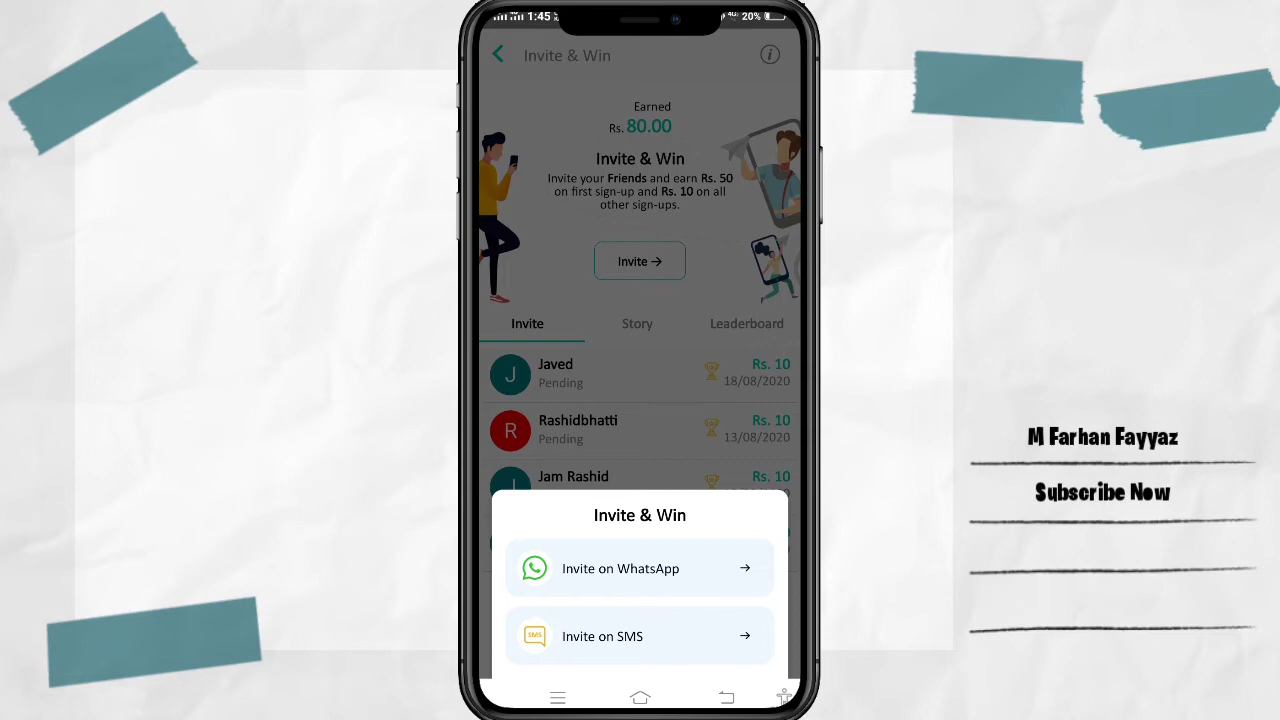 1:45
4G
20%
Invite & Win
i
Earned
Rs. 80.00
Invite & Win
Invite your Friends and earn Rs. 50
on first sign-up and Rs. 10 on all
other sign-ups.
Invite →
Invite
Story
Leaderboard
J
Javed
Rs. 10
Pending
18/08/2020
R
Rashidbhatti
Rs. 10
Pending
13/08/2020
Jam Rashid
Rs. 10
Invite & Win
Invite on WhatsApp →
SMS
Invite on SMS →
M Farhan Fayyaz
Subscribe Now